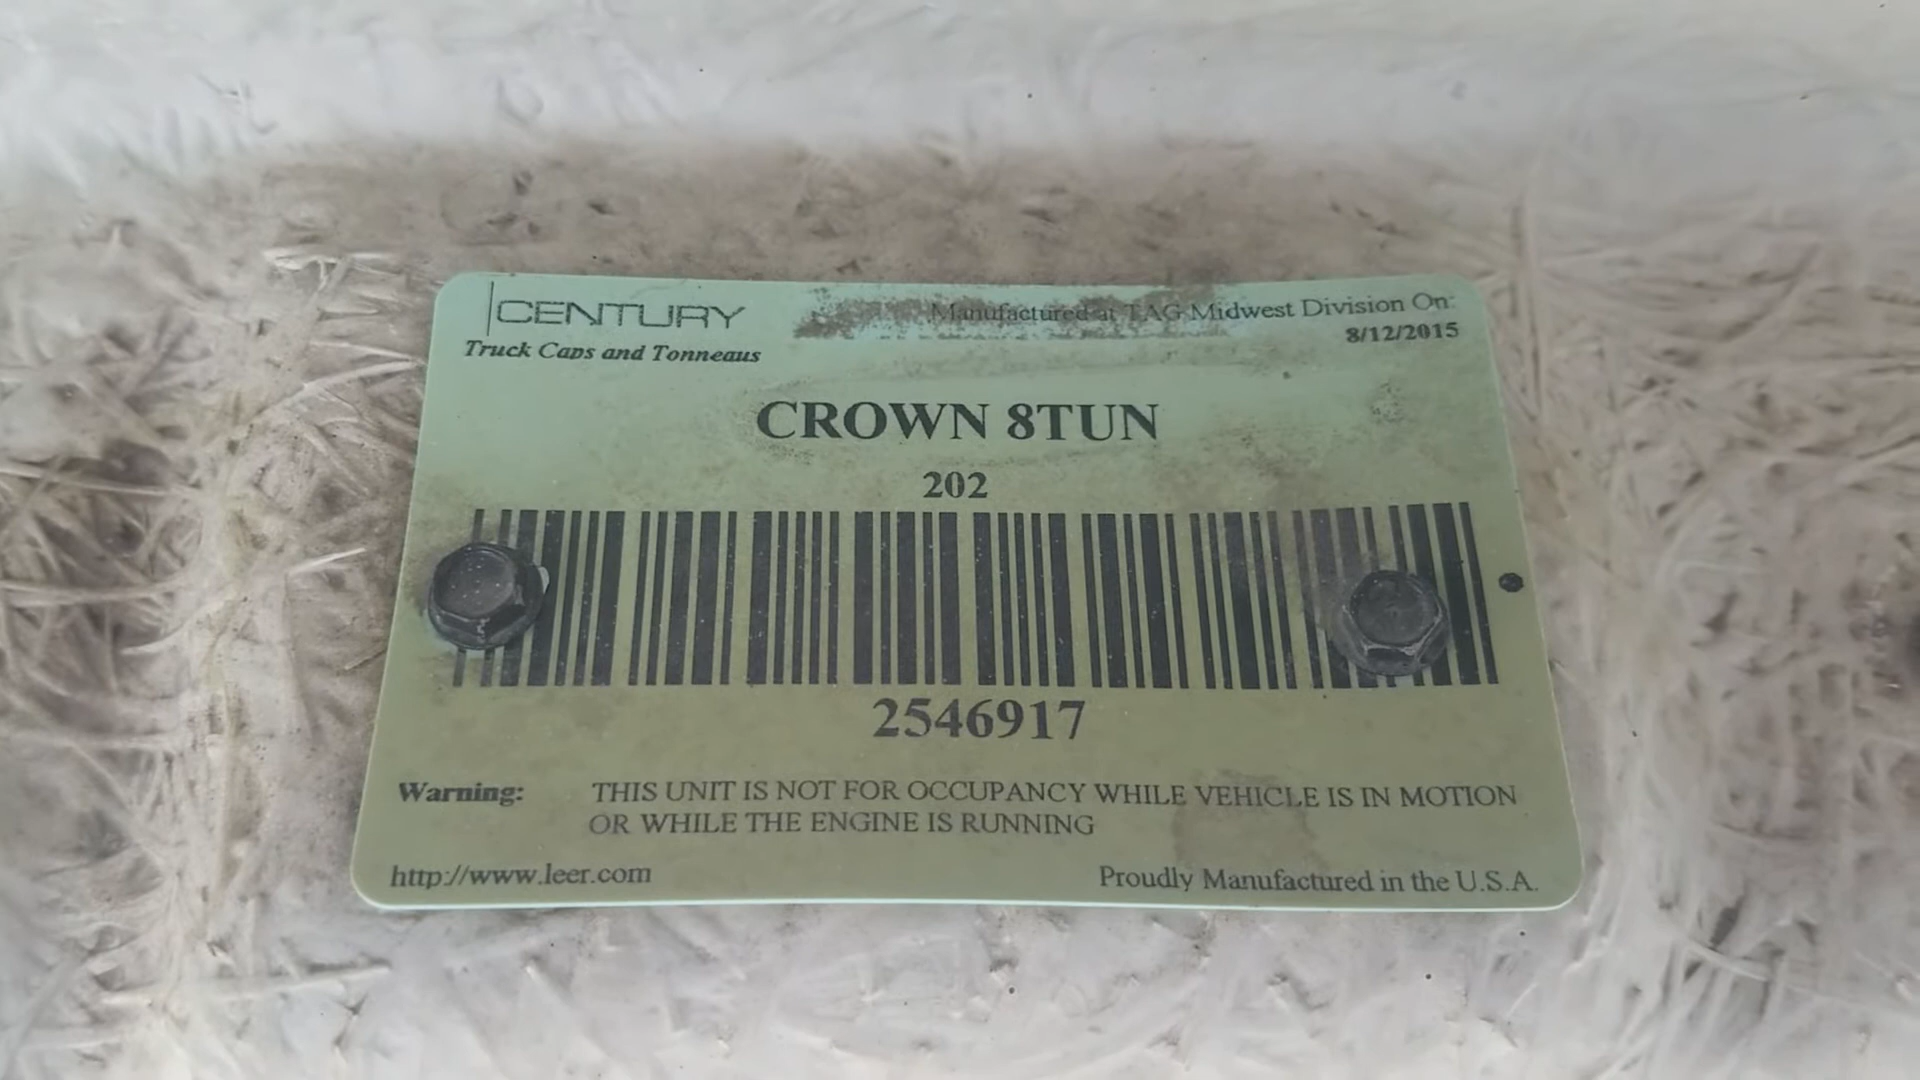 CENTURY
Truck Caps and Tonneaus
Manufactured at TAG Midwest Division On:
8/12/2015
CROWN 8TUN
202
2546917
Warning: THIS UNIT IS NOT FOR OCCUPANCY WHILE VEHICLE IS IN MOTION
OR WHILE THE ENGINE IS RUNNING
http://www.leer.com
Proudly Manufactured in the U.S.A.